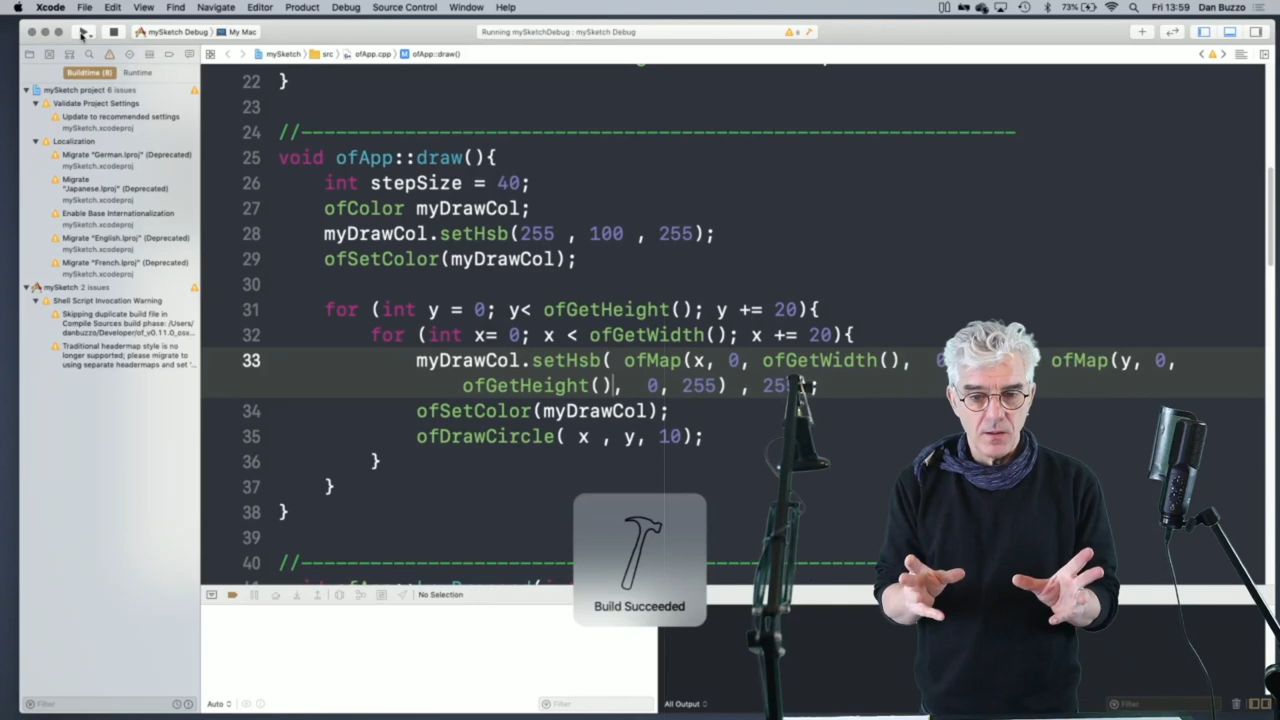 Xcode File Edit View Find Navigate Editor Product Debug Source Control Window Help 73% Fri 13:59 Dan Buzzo
mySketch Debug 〉 My Mac Running mySketchDebug : mySketch Debug 6
mySketch 〉 src 〉 ofApp.cpp 〉 M ofApp::draw()
Buildtime (8) Runtime
mySketch project 6 issues
Validate Project Settings
Update to recommended settings
mySketch.xcodeproj
Localization
Migrate "German.lproj" (Deprecated)
mySketch.xcodeproj
Migrate
"Japanese.lproj" (Deprecated)
mySketch.xcodeproj
Enable Base Internationalization
mySketch.xcodeproj
Migrate "English.lproj" (Deprecated)
mySketch.xcodeproj
Migrate "French.lproj" (Deprecated)
mySketch.xcodeproj
mySketch 2 issues
Shell Script Invocation Warning
Skipping duplicate build file in
Compile Sources build phase: /Users/
danbuzzo/Developer/of_v0.11.0_osx...
Traditional headermap style is no
longer supported; please migrate to
using separate headermaps and set '...
Filter
22 }
23
24 //--------------------------------------------------------------
25 void ofApp::draw(){
26 int stepSize = 40;
27 ofColor myDrawCol;
28 myDrawCol.setHsb(255 , 100 , 255);
29 ofSetColor(myDrawCol);
30
31 for (int y = 0; y< ofGetHeight(); y += 20){
32 for (int x= 0; x < ofGetWidth(); x += 20){
33 myDrawCol.setHsb( ofMap(x, 0, ofGetWidth(), ofMap(y, 0,
ofGetHeight(), 0, 255) ,
34 ofSetColor(myDrawCol);
35 ofDrawCircle( x , y, 10);
36 }
37 }
38 }
39
40 //
Build Succeeded
No Selection
Auto Filter All Output Filter